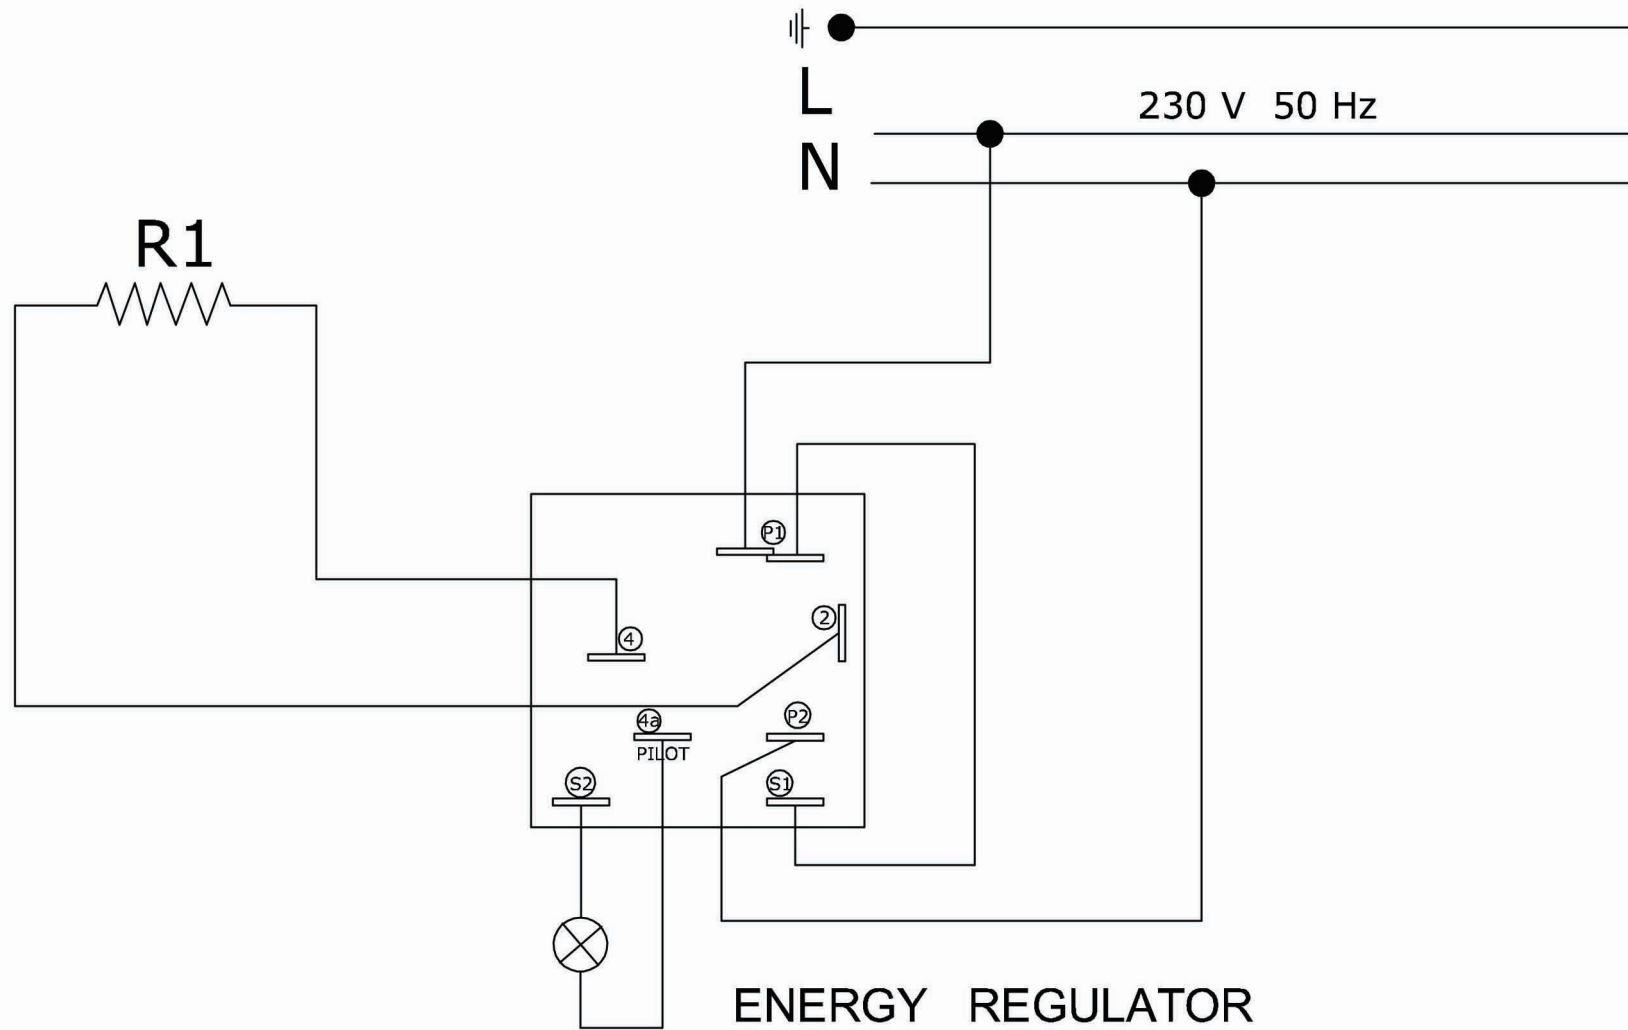 L
230 V 50 Hz
N
R1
P1
2
4
4a
P2
PILOT
S2
S1
ENERGY REGULATOR